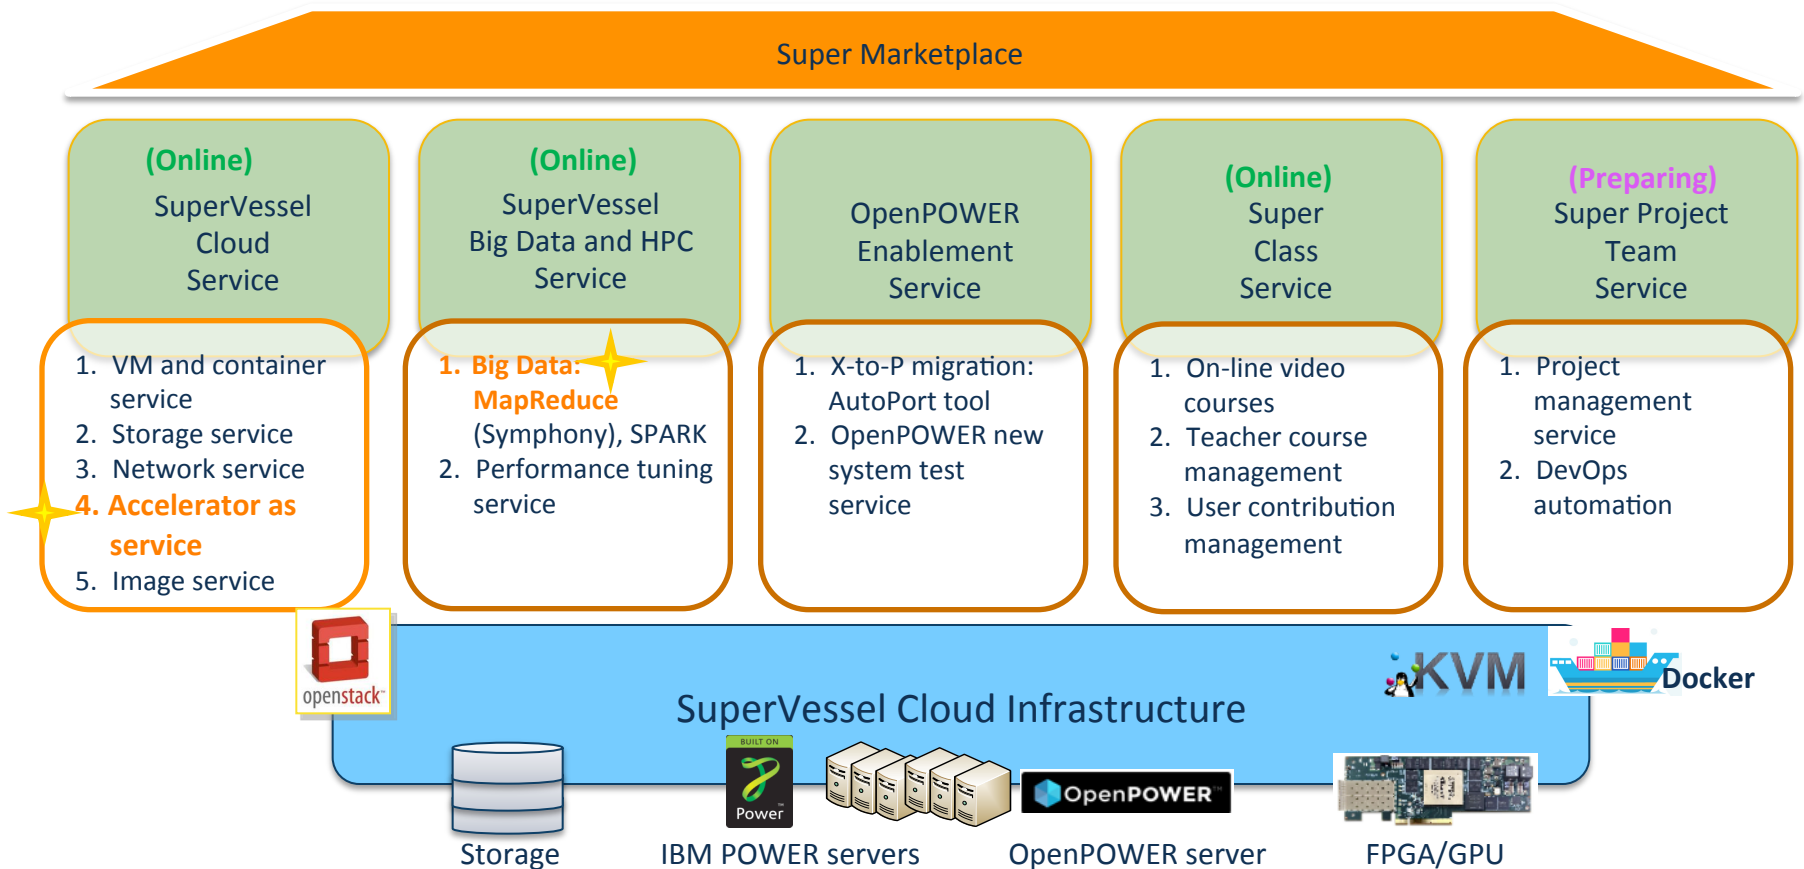 Super Marketplace
(Online)
SuperVessel
Cloud
Service
(Online)
SuperVessel
Big Data and HPC
Service
OpenPOWER
Enablement
Service
(Online)
Super
Class
Service
(Preparing)
Super Project
Team
Service
1. VM and container
service
2. Storage service
3. Network service
4. Accelerator as
service
5. Image service
1. Big Data:
MapReduce
(Symphony), SPARK
2. Performance tuning
service
1. X-to-P migration:
AutoPort tool
2. OpenPOWER new
system test
service
1. On-line video
courses
2. Teacher course
management
3. User contribution
management
1. Project
management
service
2. DevOps
automation
openstack™
KVM
Docker
SuperVessel Cloud Infrastructure
BUILT ON
Power™
OpenPOWER™
Storage
IBM POWER servers
OpenPOWER server
FPGA/GPU